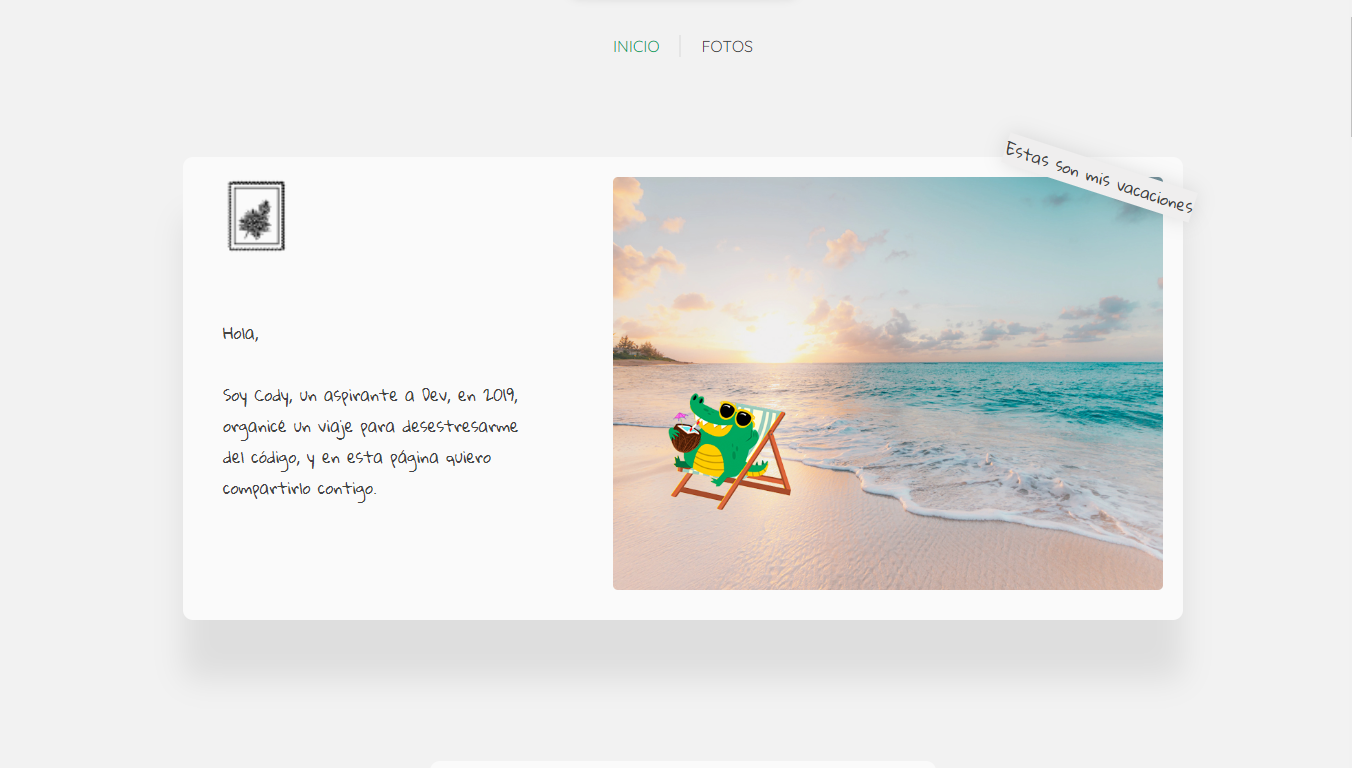 INICIO
FOTOS
Estas son mis vacaciones
Hola,
Soy Cody, un aspirante a Dev, en 2019,
organicé un viaje para desestresarme
del código, y en esta página quiero
compartirlo contigo.